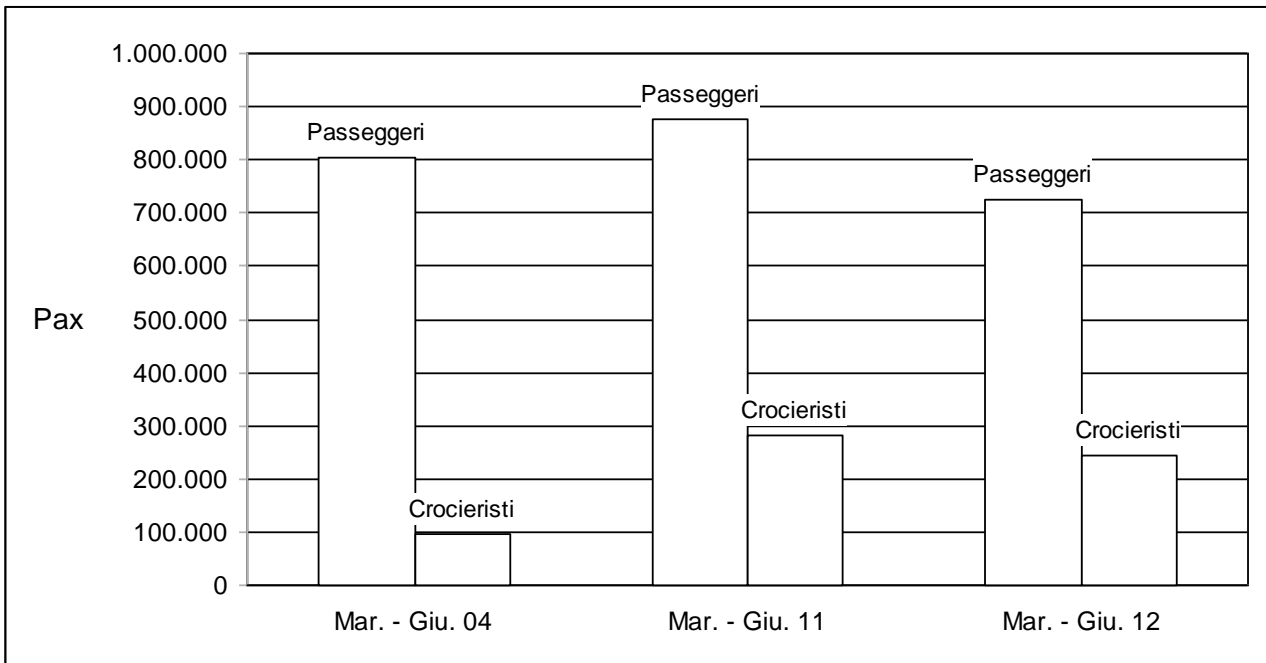 1.000.000
900.000
800.000
700.000
600.000
500.000
400.000
300.000
200.000
100.000
0
Pax
Passeggeri
Crocieristi
Passeggeri
Crocieristi
Passeggeri
Crocieristi
Mar. - Giu. 04
Mar. - Giu. 11
Mar. - Giu. 12